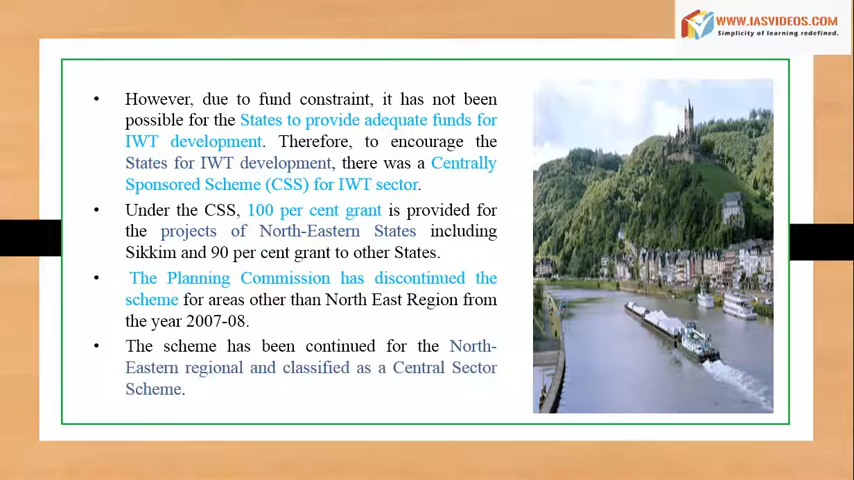 WWW.IASVIDEOS.COM
Simplicity of learning redefined.
• However, due to fund constraint, it has not been
possible for the States to provide adequate funds for
IWT development. Therefore, to encourage the
States for IWT development, there was a Centrally
Sponsored Scheme (CSS) for IWT sector.
• Under the CSS, 100 per cent grant is provided for
the projects of North-Eastern States including
Sikkim and 90 per cent grant to other States.
• The Planning Commission has discontinued the
scheme for areas other than North East Region from
the year 2007-08.
• The scheme has been continued for the North-
Eastern regional and classified as a Central Sector
Scheme.